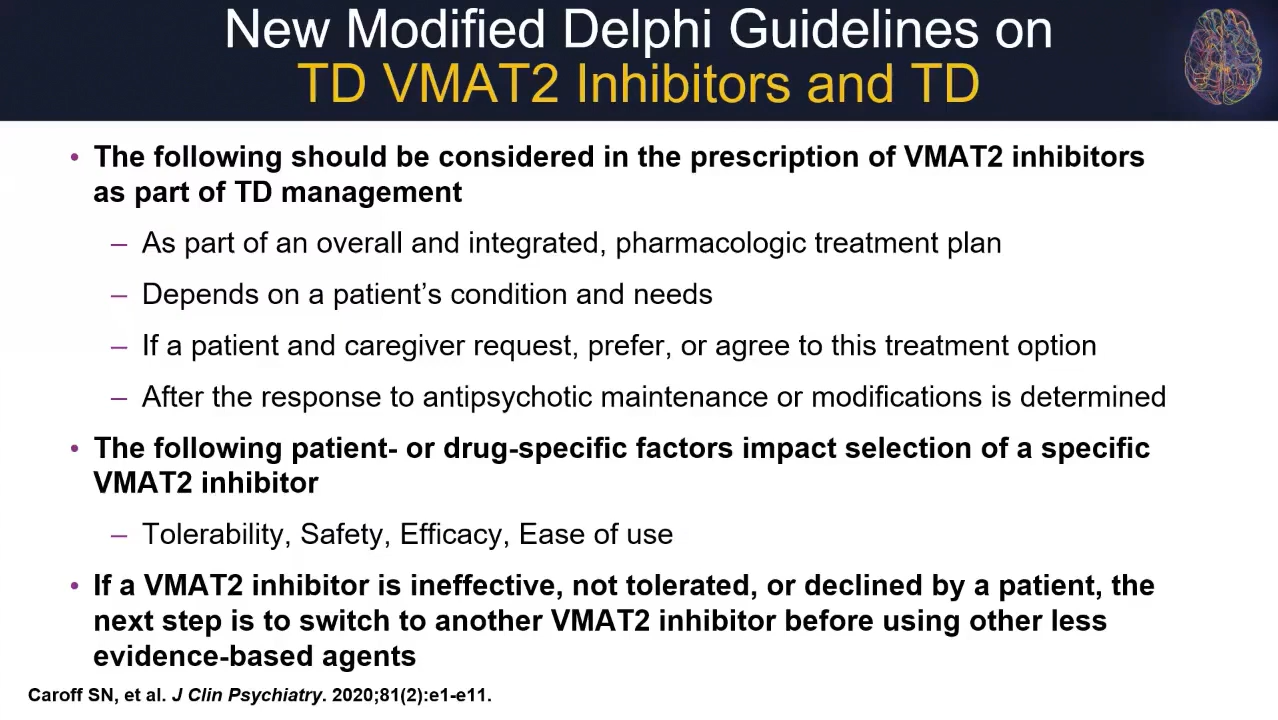 New Modified Delphi Guidelines on
TD VMAT2 Inhibitors and TD
• The following should be considered in the prescription of VMAT2 inhibitors
as part of TD management
– As part of an overall and integrated, pharmacologic treatment plan
– Depends on a patient’s condition and needs
– If a patient and caregiver request, prefer, or agree to this treatment option
– After the response to antipsychotic maintenance or modifications is determined
• The following patient- or drug-specific factors impact selection of a specific
VMAT2 inhibitor
– Tolerability, Safety, Efficacy, Ease of use
• If a VMAT2 inhibitor is ineffective, not tolerated, or declined by a patient, the
next step is to switch to another VMAT2 inhibitor before using other less
evidence-based agents
Caroff SN, et al. J Clin Psychiatry. 2020;81(2):e1-e11.